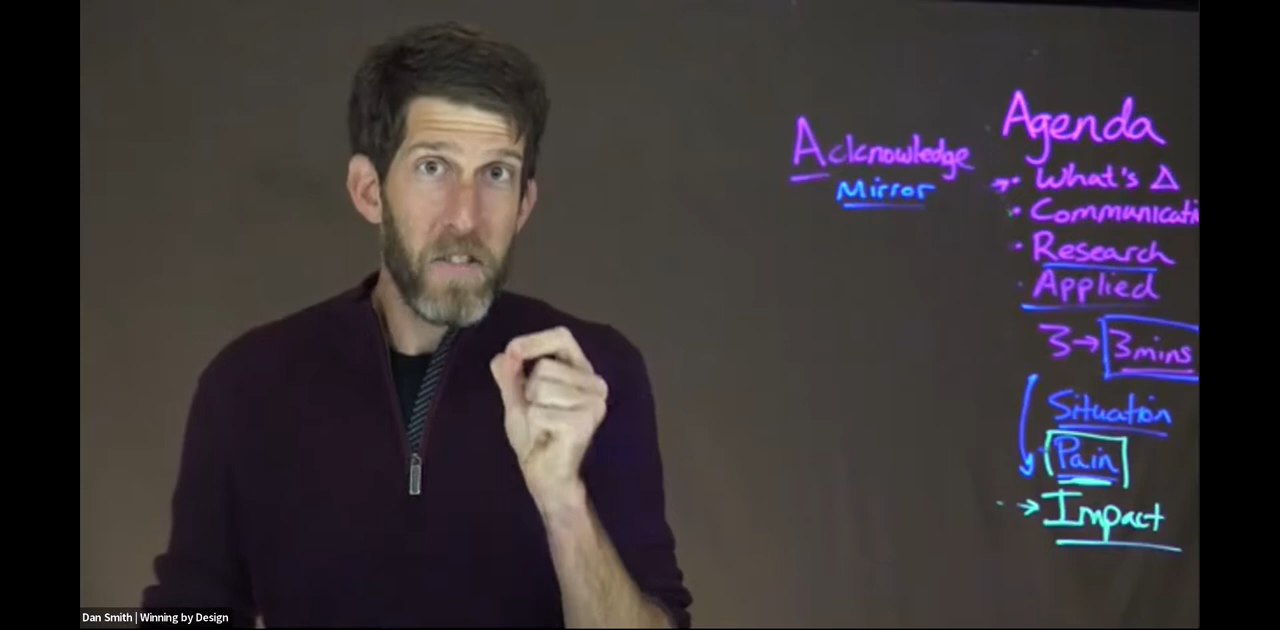 Acknowledge
Mirror
Agenda
→· What's Δ
· Communicati
· Research
· Applied
3→ 3mins
Situation
Pain
→ Impact
Dan Smith | Winning by Design